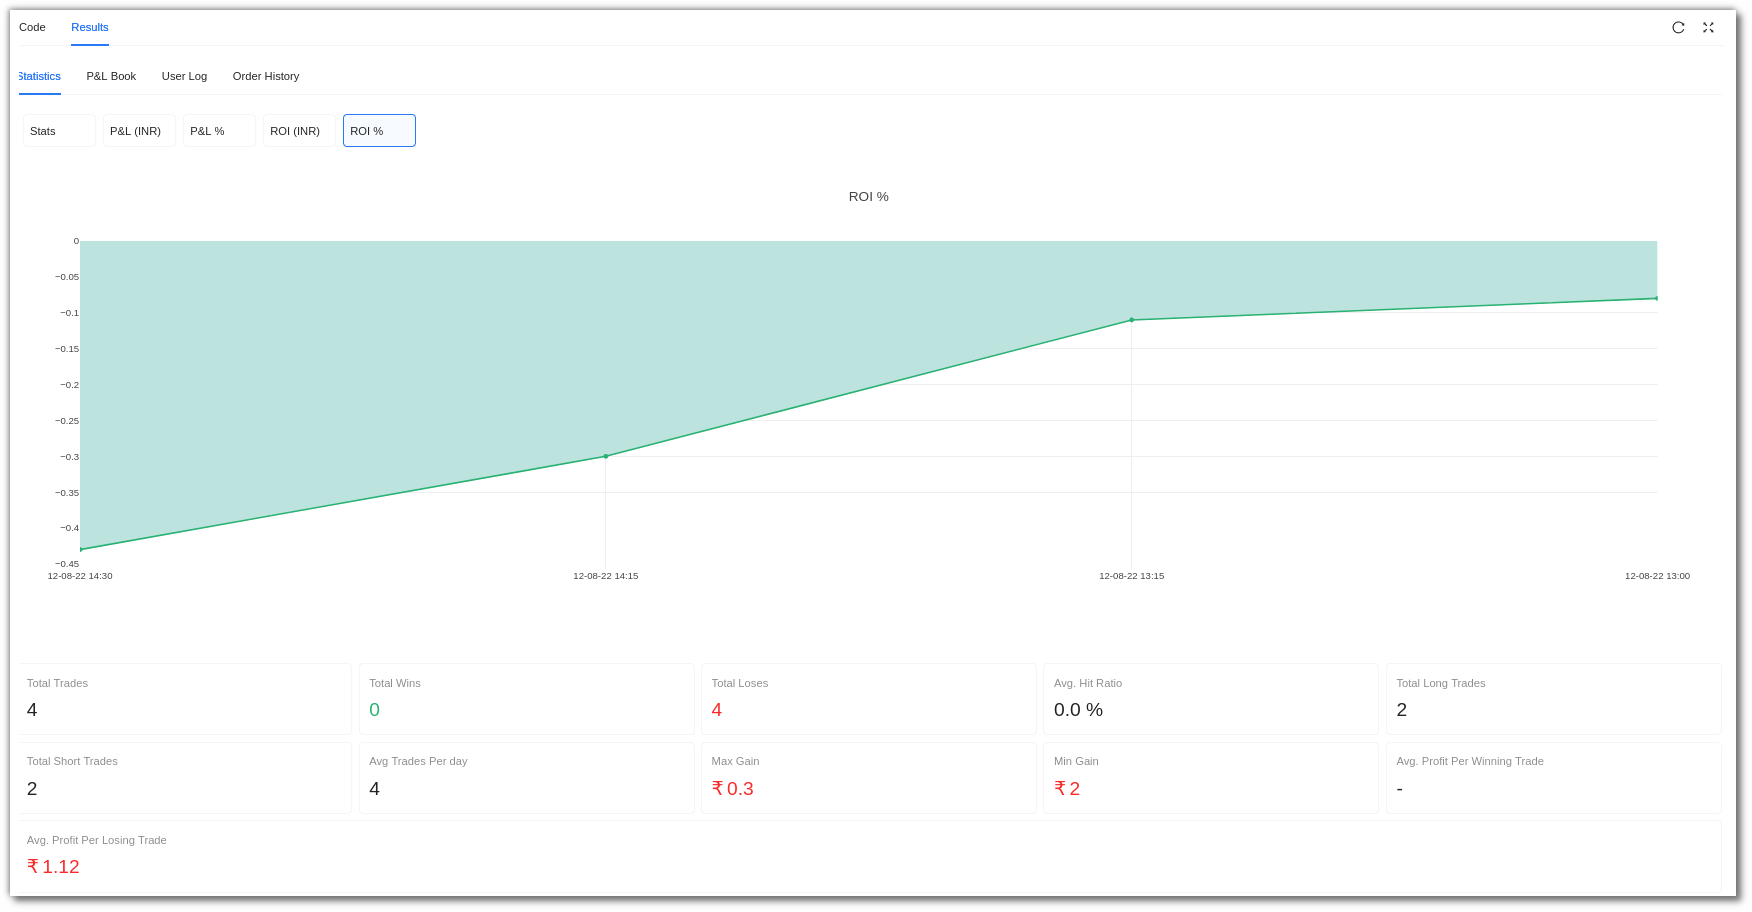 Code Results
Statistics P&L Book User Log Order History
Stats P&L (INR) P&L % ROI (INR) ROI %
ROI %
0
−0.05
−0.1
−0.15
−0.2
−0.25
−0.3
−0.35
−0.4
−0.45
12-08-22 14:30 12-08-22 14:15 12-08-22 13:15 12-08-22 13:00
Total Trades Total Wins Total Loses Avg. Hit Ratio Total Long Trades
4 0 4 0.0 % 2
Total Short Trades Avg Trades Per day Max Gain Min Gain Avg. Profit Per Winning Trade
2 4 ₹ 0.3 ₹ 2 -
Avg. Profit Per Losing Trade
₹ 1.12